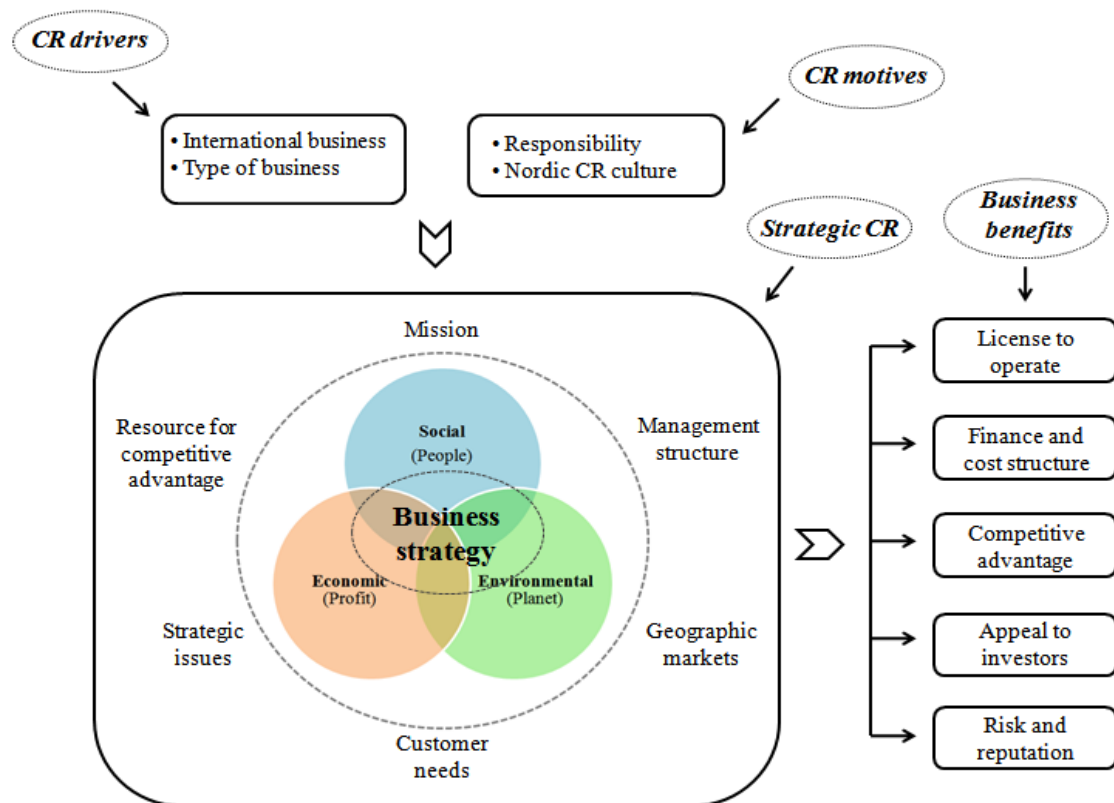 CR drivers
CR motives
• International business
• Type of business
• Responsibility
• Nordic CR culture
Strategic CR
Business
benefits
Mission
Resource for
competitive
advantage
Management
structure
Social
(People)
Business
strategy
Economic
(Profit)
Environmental
(Planet)
Strategic
issues
Geographic
markets
Customer
needs
License to
operate
Finance and
cost structure
Competitive
advantage
Appeal to
investors
Risk and
reputation